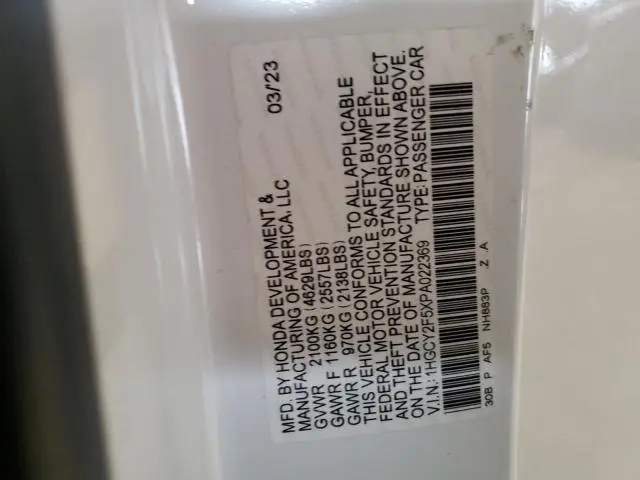 MFD. BY HONDA DEVELOPMENT & 03/23
MANUFACTURING OF AMERICA, LLC
GVWR 2100KG (4629LBS)
GAWR F 1160KG (2557LBS)
GAWR R 970KG (2138LBS)
THIS VEHICLE CONFORMS TO ALL APPLICABLE
FEDERAL MOTOR VEHICLE SAFETY, BUMPER,
AND THEFT PREVENTION STANDARDS IN EFFECT
ON THE DATE OF MANUFACTURE SHOWN ABOVE.
V.I.N.: 1HGCY2F5XPA022369 TYPE: PASSENGER CAR
30B P AF5 NH883P .Z A